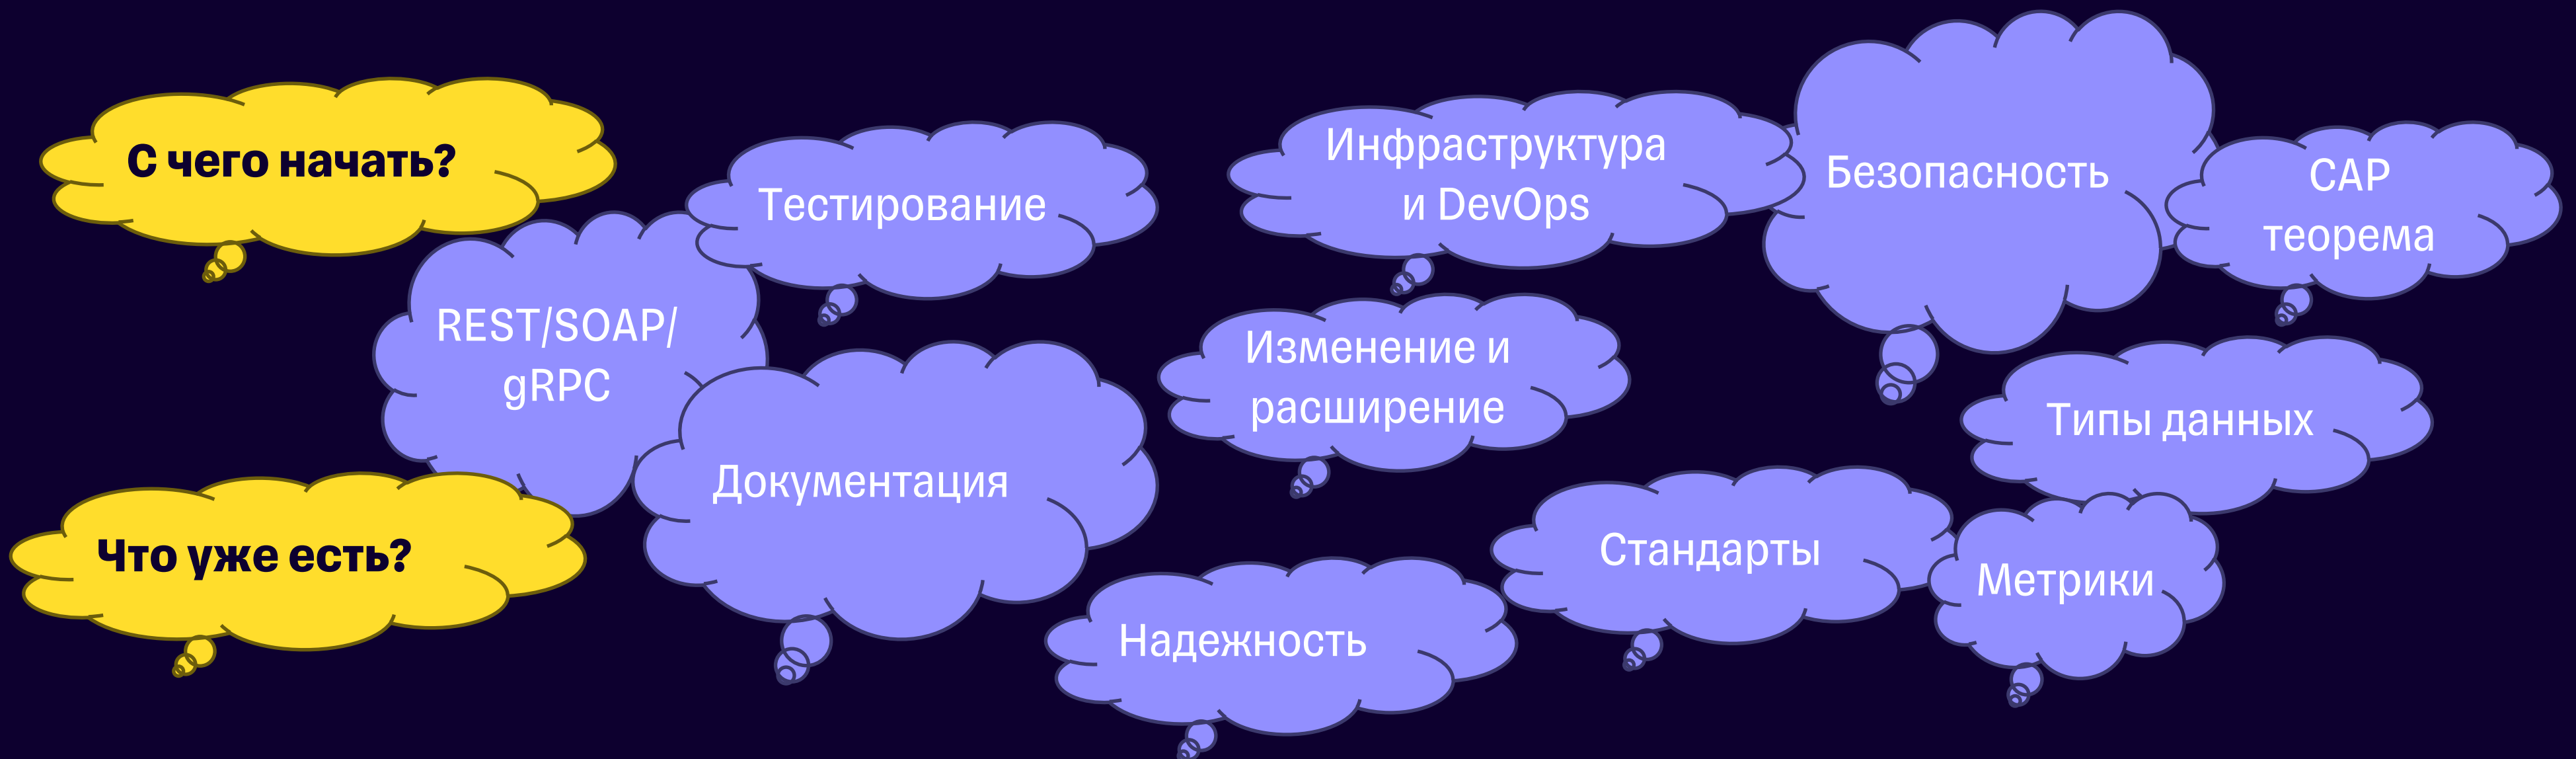 С чего начать?
REST/SOAP/
gRPC
Что уже есть?
Тестирование
Документация
Инфраструктура
и DevOps
Изменение и
расширение
Надежность
Безопасность
CAP
теорема
Типы данных
Стандарты
Метрики